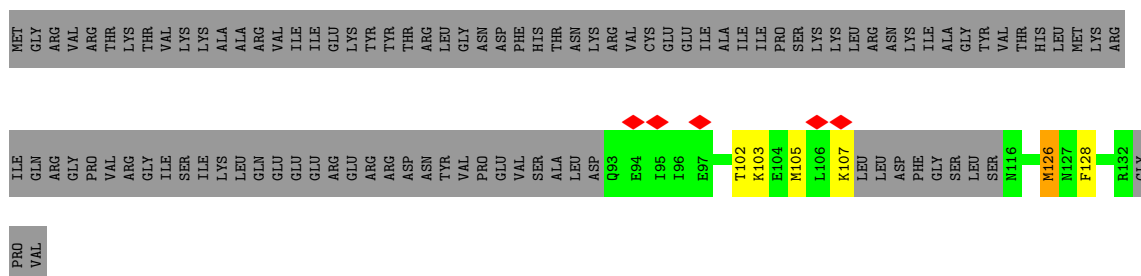 MET GLY ARG VAL ARG THR LYS THR VAL LYS LYS ALA ALA ARG VAL ILE ILE GLU LYS TYR TYR THR ARG LEU GLY ASN ASP PHE HIS THR ASN LYS ARG VAL CYS GLU GLU ILE ALA ILE ILE PRO SER LYS LYS LEU ARG ASN LYS ILE ALA GLY TYR VAL THR HIS LEU MET LYS ARG
ILE GLN ARG GLY PRO VAL ARG GLY ILE SER ILE LYS LEU GLN GLU GLU GLU ARG GLU ARG ARG ASP ASN TYR VAL PRO GLU VAL SER ALA LEU ASP Q93 E94 I95 I96 E97 T102 K103 E104 M105 L106 K107 LEU LEU ASP PHE GLY SER LEU SER N116 M126 N127 F128 R132 GLY
PRO VAL